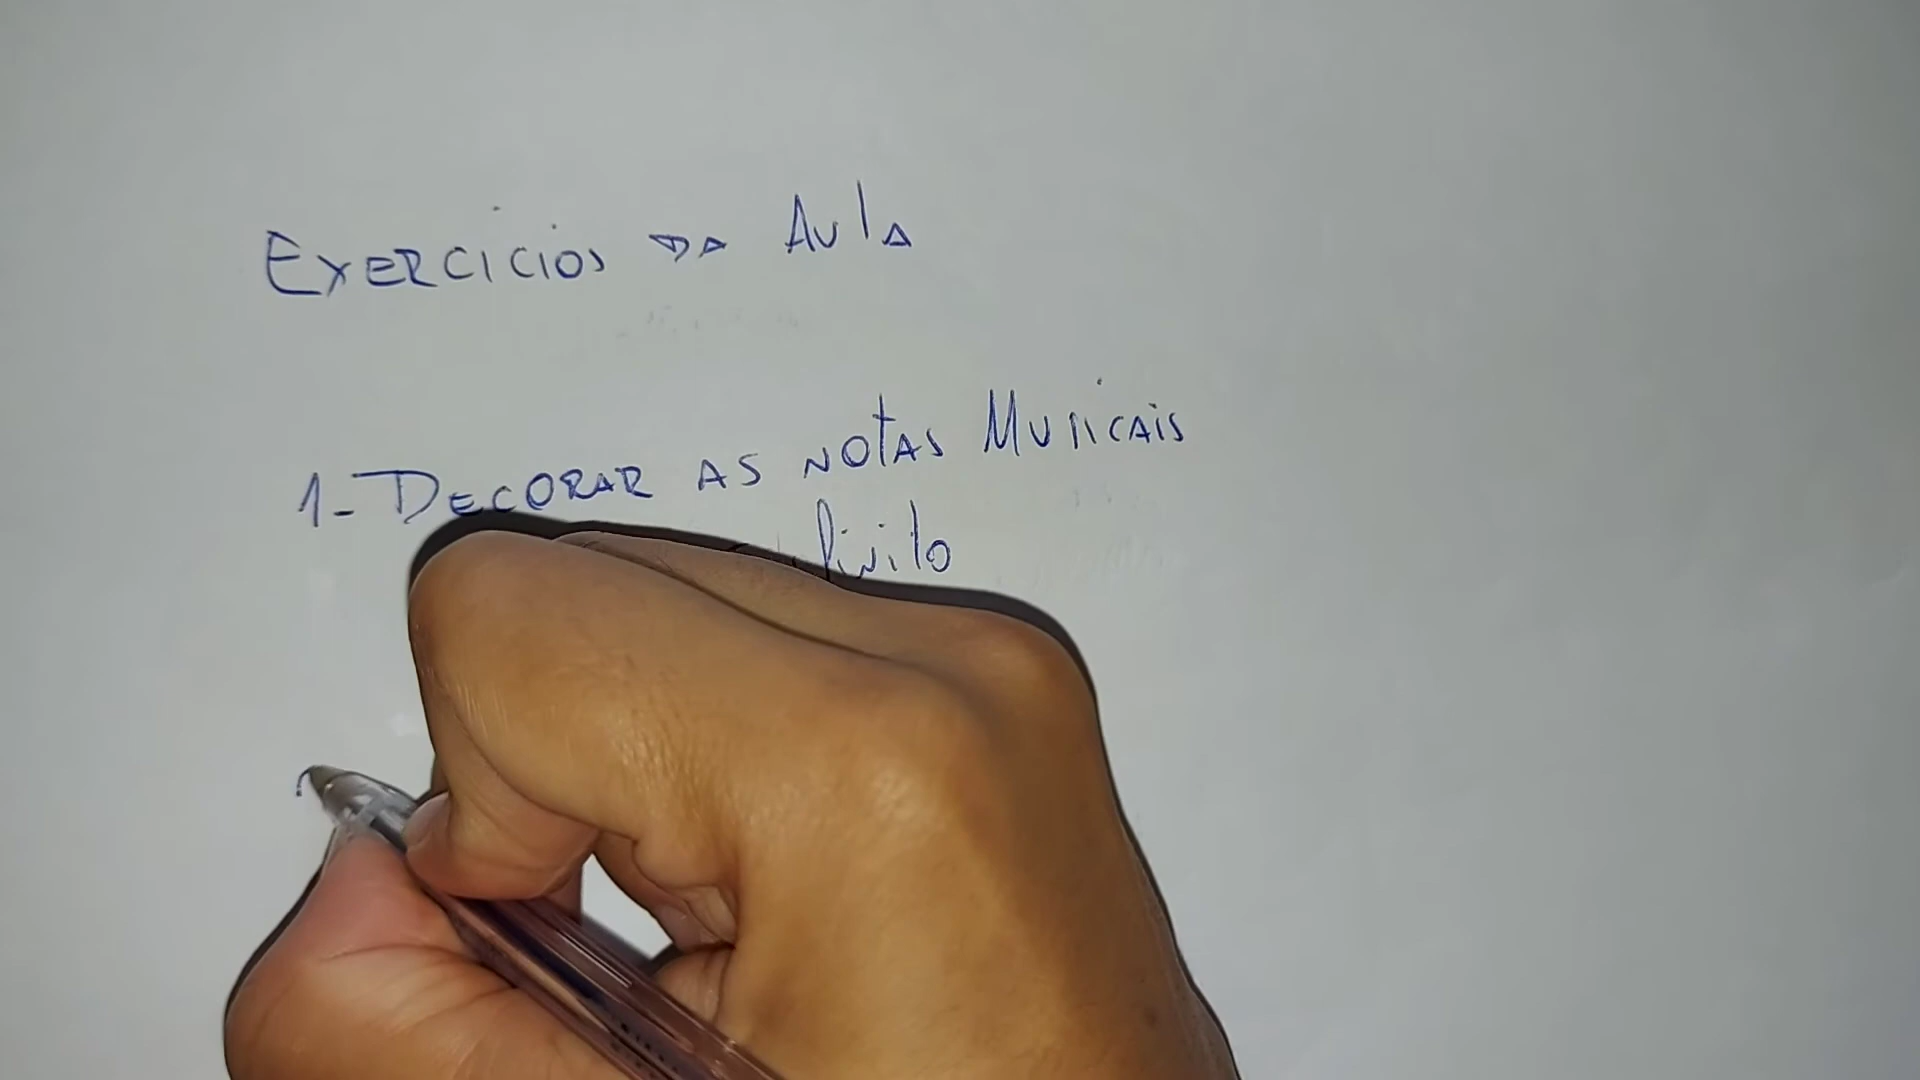 Exercicios da Aula
1- Decorar as notas Musicais